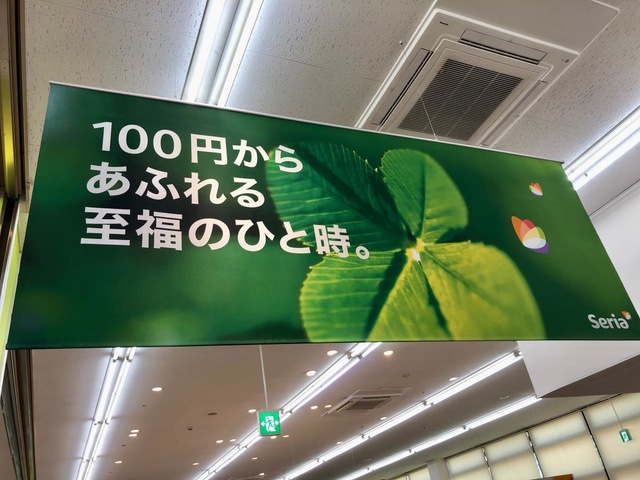 100円から
あふれる
至福のひと時。
Seria